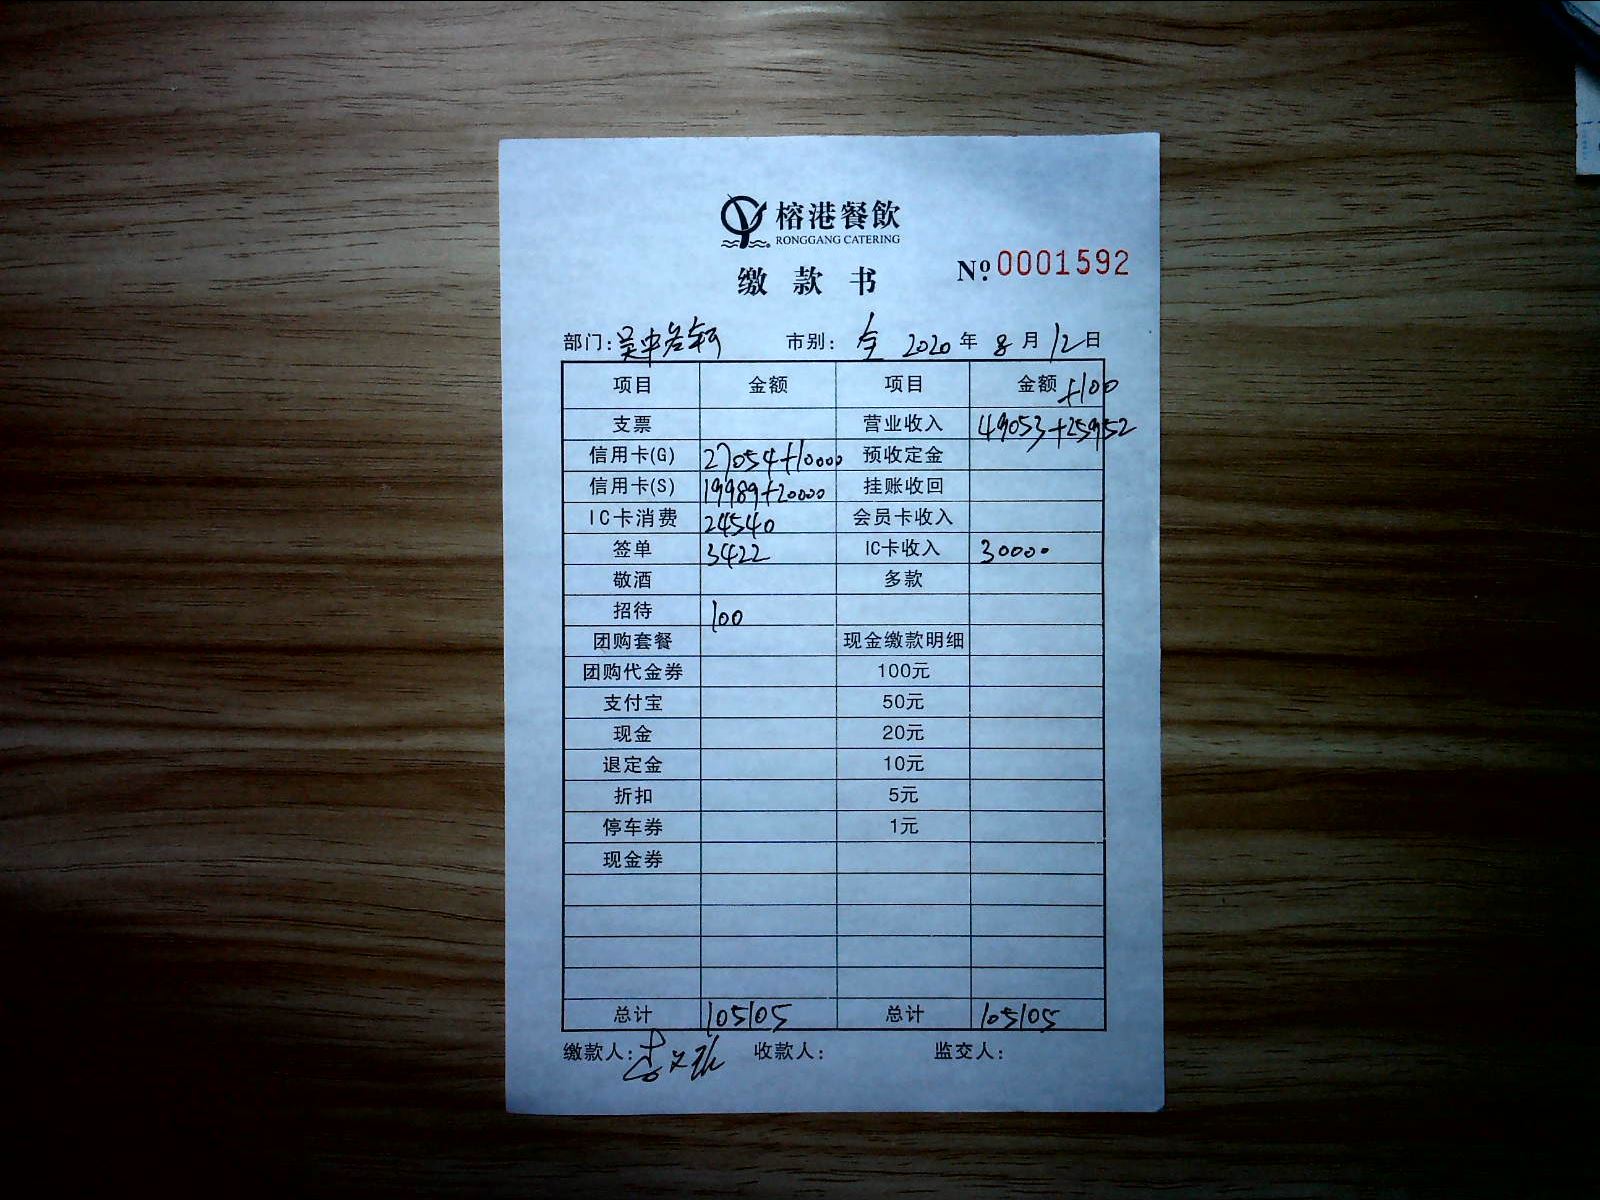 榕港餐飲
RONGGANG CATERING
缴款书 № 0001592
部门: 吴中 市别: 全 2020年8月12日
项目 金额 项目 金额 +100
支票 营业收入 49053+25952
信用卡(G) 27054+10000 预收定金
信用卡(S) 19989+20000 挂账收回
IC卡消费 24540 会员卡收入
签单 3422 IC卡收入 30000
敬酒 多款
招待 100
团购套餐 现金缴款明细
团购代金券 100元
支付宝 50元
现金 20元
退定金 10元
折扣 5元
停车券 1元
现金券
总计 105105 总计 105105
缴款人: 收款人: 监交人: